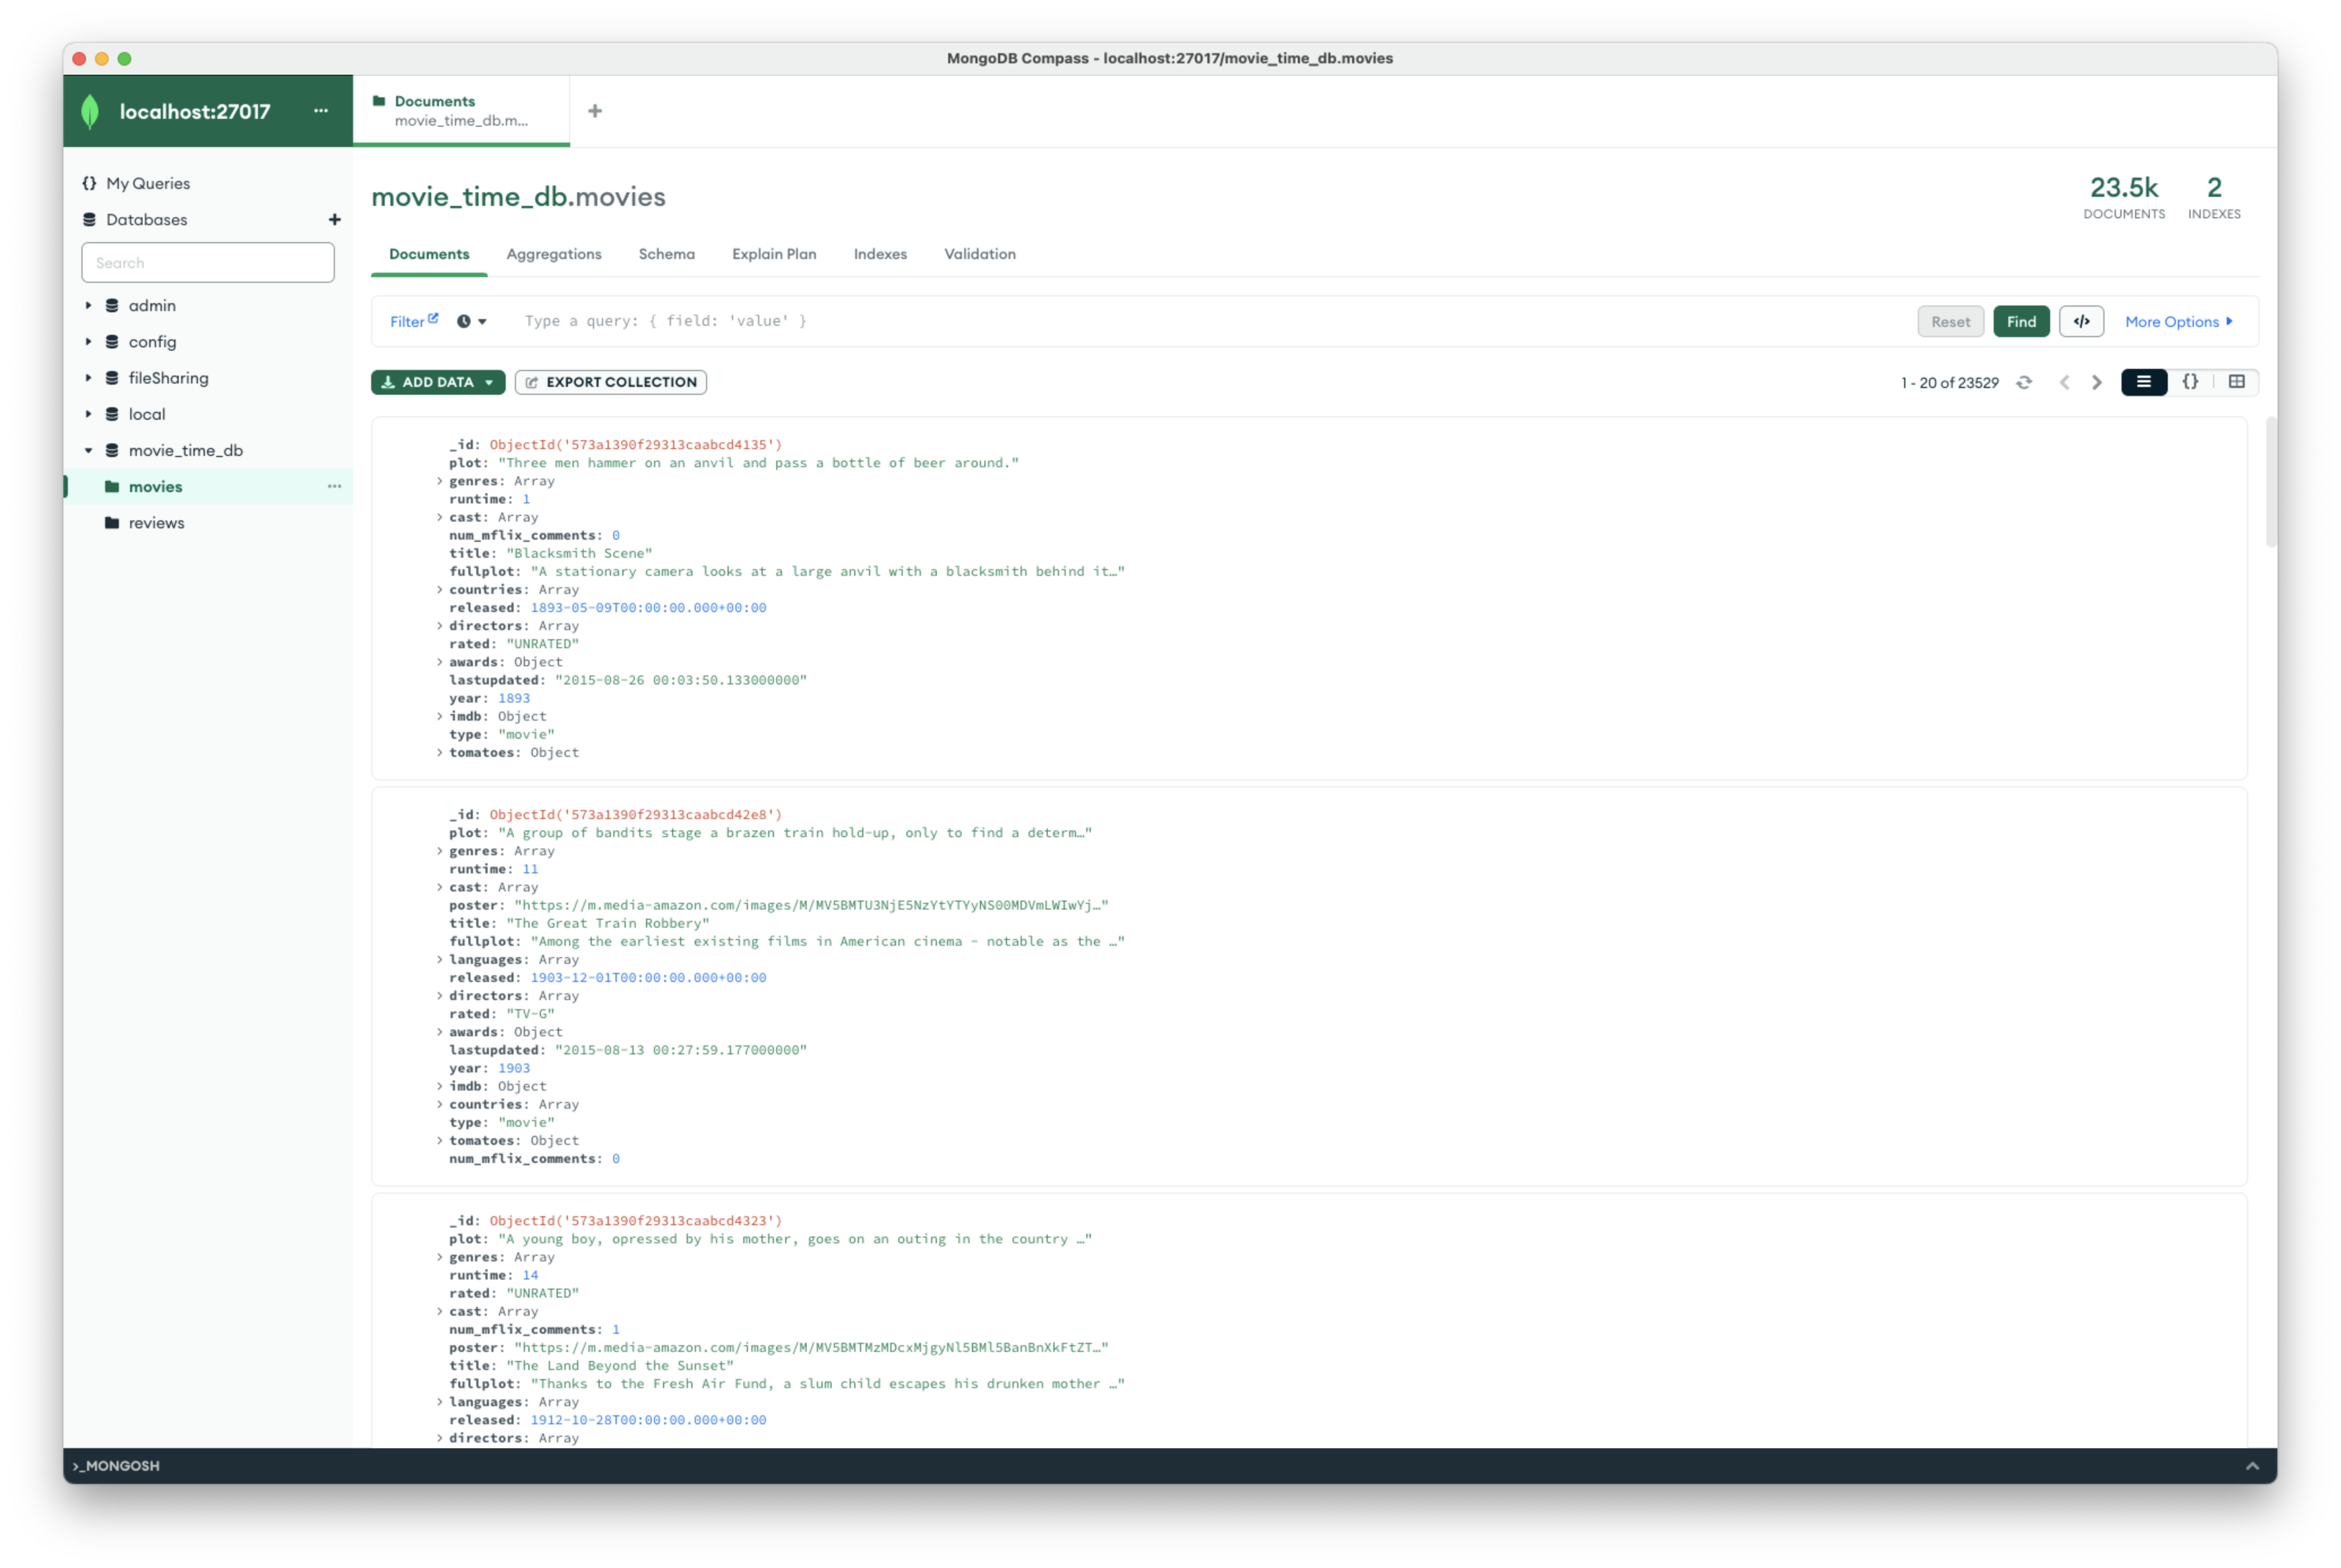 MongoDB Compass - localhost:27017/movie_time_db.movies
localhost:27017
Documents
movie_time_db.m...
My Queries
Databases
Search
admin
config
fileSharing
local
movie_time_db
movies
reviews
movie_time_db.movies
23.5k
DOCUMENTS
2
INDEXES
Documents Aggregations Schema Explain Plan Indexes Validation
Filter Type a query: { field: 'value' } Reset Find </> More Options
ADD DATA EXPORT COLLECTION 1 - 20 of 23529 {}
_id: ObjectId('573a1390f29313caabcd4135')
plot: "Three men hammer on an anvil and pass a bottle of beer around."
genres: Array
runtime: 1
cast: Array
num_mflix_comments: 0
title: "Blacksmith Scene"
fullplot: "A stationary camera looks at a large anvil with a blacksmith behind it…"
countries: Array
released: 1893-05-09T00:00:00.000+00:00
directors: Array
rated: "UNRATED"
awards: Object
lastupdated: "2015-08-26 00:03:50.133000000"
year: 1893
imdb: Object
type: "movie"
tomatoes: Object
_id: ObjectId('573a1390f29313caabcd42e8')
plot: "A group of bandits stage a brazen train hold-up, only to find a determ…"
genres: Array
runtime: 11
cast: Array
poster: "https://m.media-amazon.com/images/M/MV5BMTU3NjE5NzYtYTYyNS00MDVmLWIwYj…"
title: "The Great Train Robbery"
fullplot: "Among the earliest existing films in American cinema - notable as the …"
languages: Array
released: 1903-12-01T00:00:00.000+00:00
directors: Array
rated: "TV-G"
awards: Object
lastupdated: "2015-08-13 00:27:59.177000000"
year: 1903
imdb: Object
countries: Array
type: "movie"
tomatoes: Object
num_mflix_comments: 0
_id: ObjectId('573a1390f29313caabcd4323')
plot: "A young boy, opressed by his mother, goes on an outing in the country …"
genres: Array
runtime: 14
rated: "UNRATED"
cast: Array
num_mflix_comments: 1
poster: "https://m.media-amazon.com/images/M/MV5BMTMzMDcxMjgyNl5BMl5BanBnXkFtZT…"
title: "The Land Beyond the Sunset"
fullplot: "Thanks to the Fresh Air Fund, a slum child escapes his drunken mother …"
languages: Array
released: 1912-10-28T00:00:00.000+00:00
directors: Array
>_MONGOSH